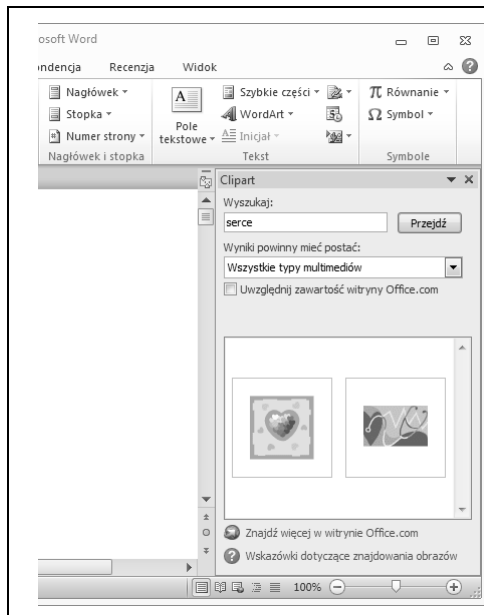 osoft Word
ondencja Recenzja Widok
Nagłówek
Stopka
Numer strony
Nagłówek i stopka
Pole
tekstowe
Szybkie części
WordArt
Inicjał
Tekst
π Równanie
Ω Symbol
Symbole
Clipart
Wyszukaj:
serce
Przejdź
Wyniki powinny mieć postać:
Wszystkie typy multimediów
Uwzględnij zawartość witryny Office.com
Znajdź więcej w witrynie Office.com
Wskazówki dotyczące znajdowania obrazów
100%